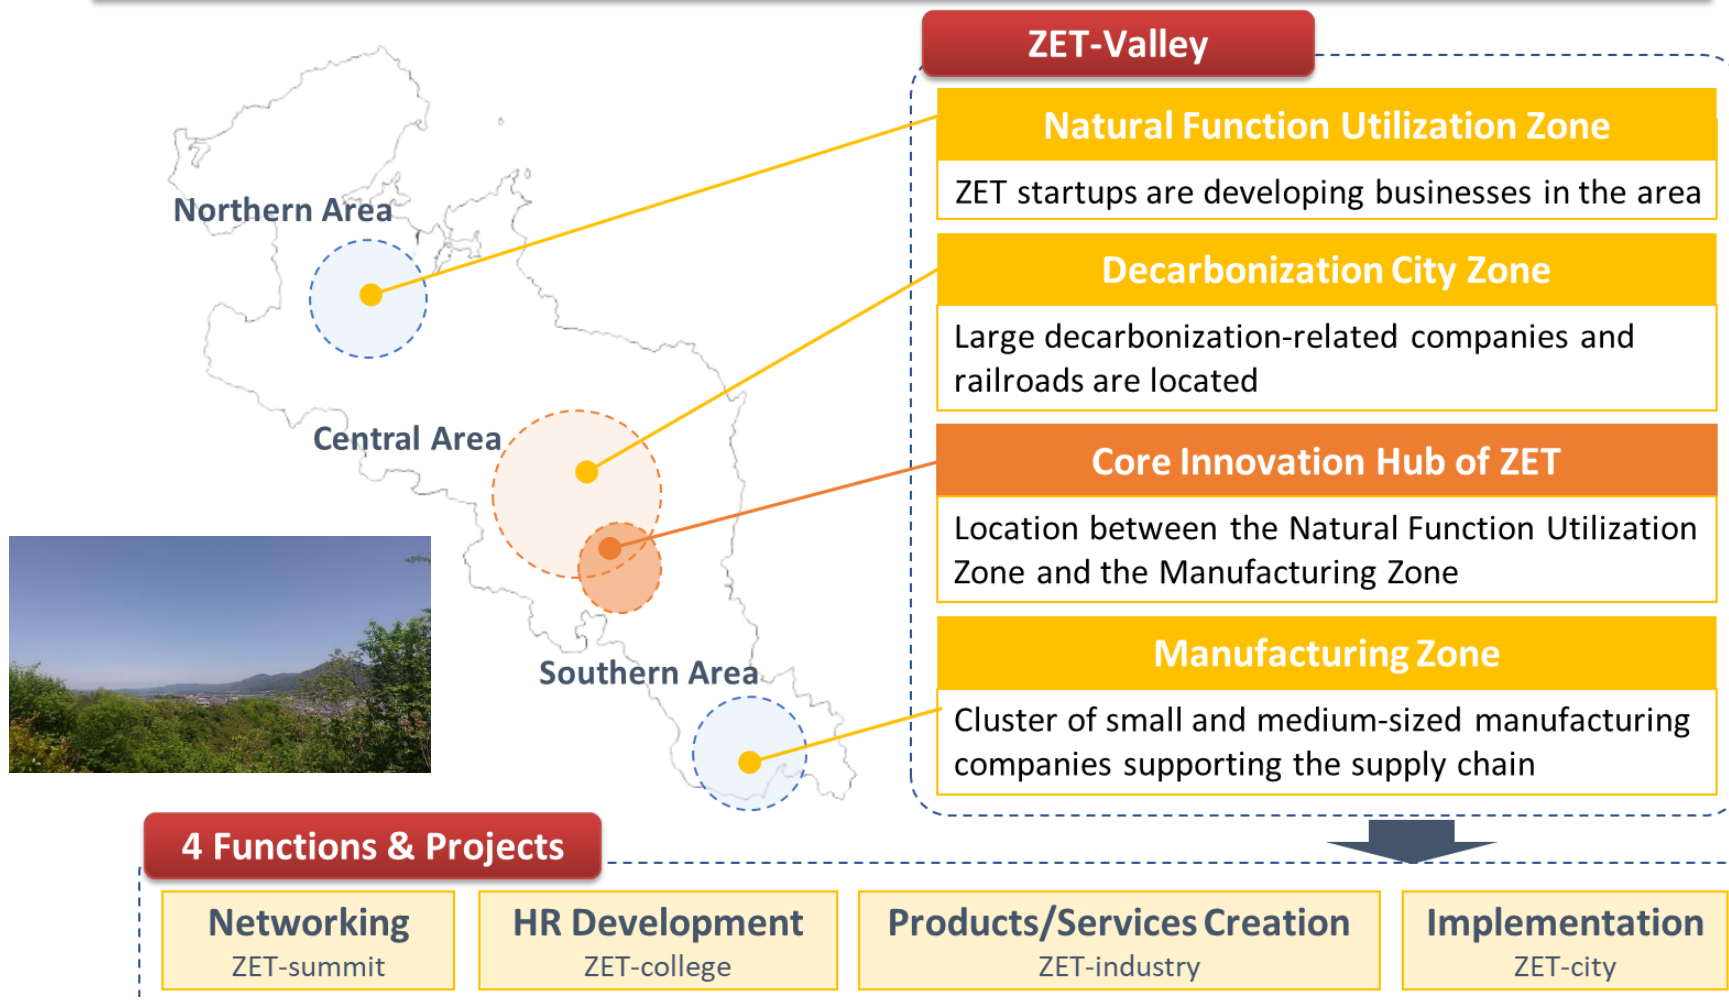 ZET-Valley
Natural Function Utilization Zone
ZET startups are developing businesses in the area
Decarbonization City Zone
Large decarbonization-related companies and
railroads are located
Core Innovation Hub of ZET
Location between the Natural Function Utilization
Zone and the Manufacturing Zone
Manufacturing Zone
Cluster of small and medium-sized manufacturing
companies supporting the supply chain
Northern Area
Central Area
Southern Area
4 Functions & Projects
Networking
ZET-summit
HR Development
ZET-college
Products/Services Creation
ZET-industry
Implementation
ZET-city